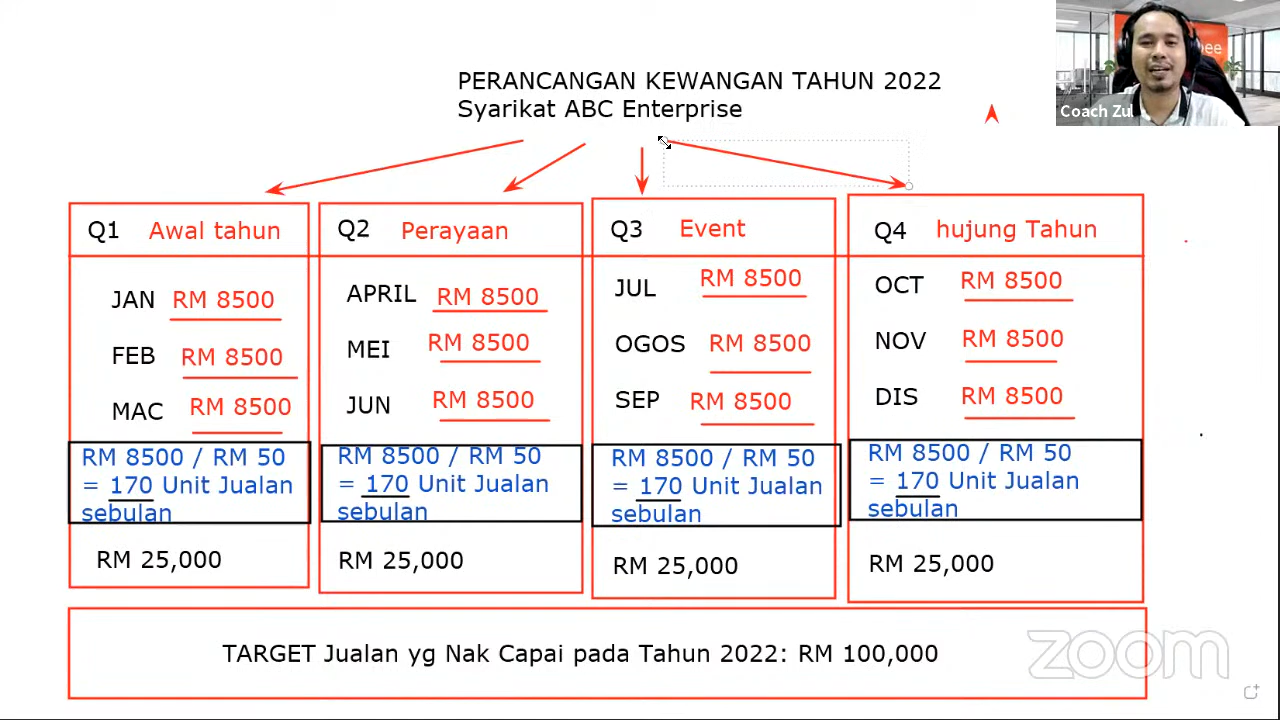 PERANCANGAN KEWANGAN TAHUN 2022
Syarikat ABC Enterprise
Coach Zul
Q1 Awal tahun
JAN RM 8500
FEB RM 8500
MAC RM 8500
RM 8500 / RM 50
= 170 Unit Jualan
sebulan
RM 25,000
Q2 Perayaan
APRIL RM 8500
MEI RM 8500
JUN RM 8500
RM 8500 / RM 50
= 170 Unit Jualan
sebulan
RM 25,000
Q3 Event
JUL RM 8500
OGOS RM 8500
SEP RM 8500
RM 8500 / RM 50
= 170 Unit Jualan
sebulan
RM 25,000
Q4 hujung Tahun
OCT RM 8500
NOV RM 8500
DIS RM 8500
RM 8500 / RM 50
= 170 Unit Jualan
sebulan
RM 25,000
TARGET Jualan yg Nak Capai pada Tahun 2022: RM 100,000
zoom